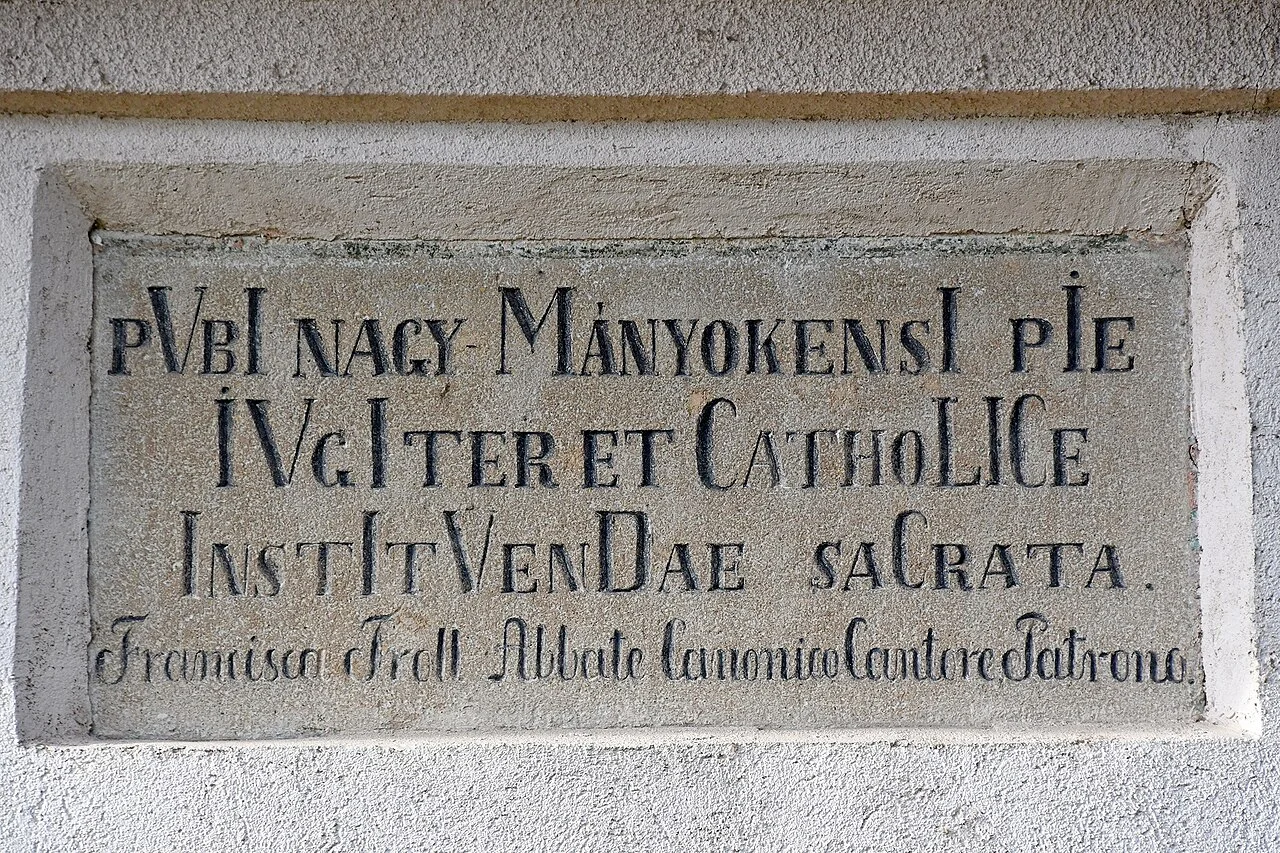 pVBI NAGY-MÁNYOKENSI PIE
IVGITER ET CATHOLICE
INSTITVENDAE SACRATA.
Francisco Troll Abbate Canonico Cantore Patrono.